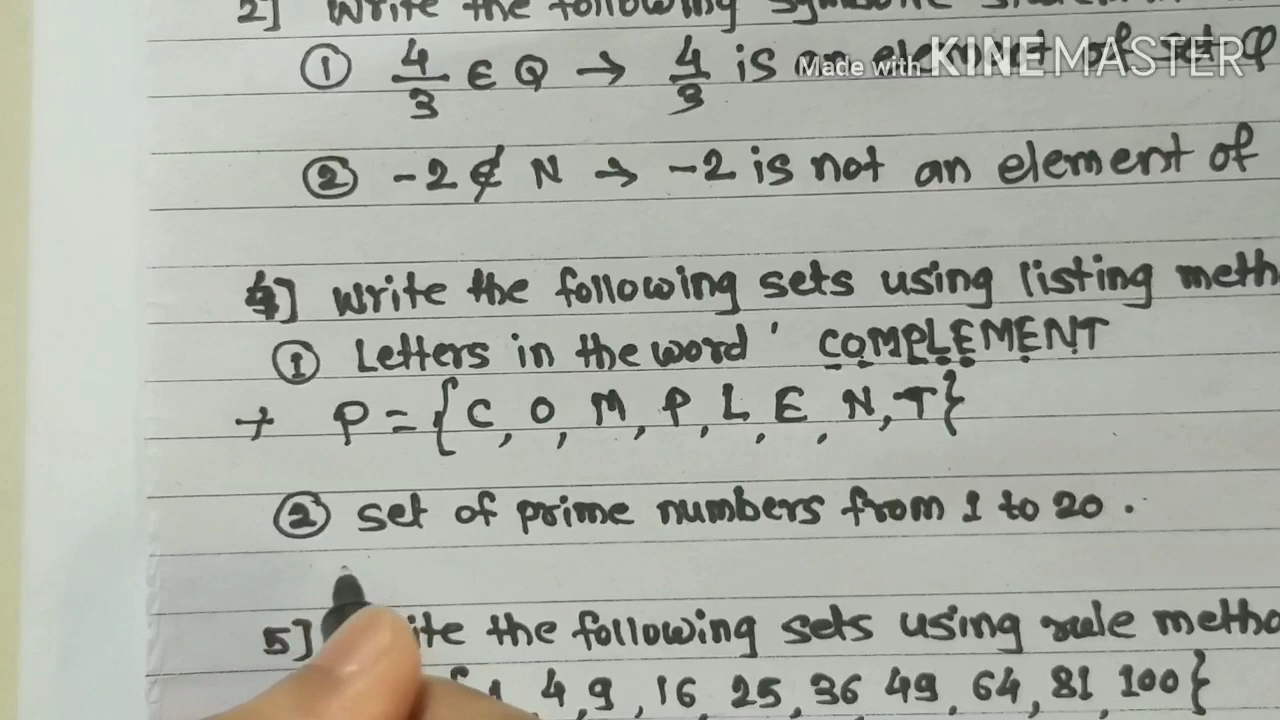 2] Write the following
① 4/3 ∈ Q → 4/3 is an element of set Q
Made with KINEMASTER
② -2 ∉ N → -2 is not an element of
4] Write the following sets using listing meth
① Letters in the word ' COMPLEMENT
→ P = {C, O, M, P, L, E, N, T}
② set of prime numbers from 1 to 20 .
5] ite the following sets using rule metho
1, 4, 9, 16, 25, 36, 49, 64, 81, 100}